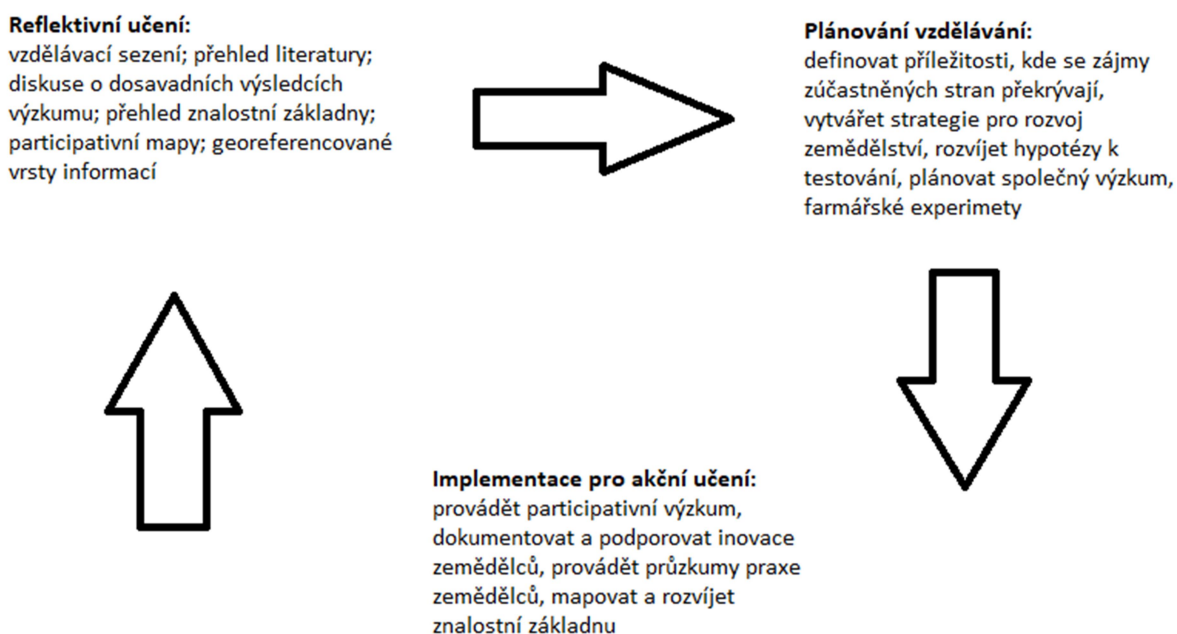 Reflektivní učení:
vzdělávací sezení; přehled literatury;
diskuse o dosavadních výsledcích
výzkumu; přehled znalostní základny;
participativní mapy; georeferencované
vrsty informací
Plánování vzdělávání:
definovat příležitosti, kde se zájmy
zúčastněných stran překrývají,
vytvářet strategie pro rozvoj
zemědělství, rozvíjet hypotézy k
testování, plánovat společný výzkum,
farmářské experimety
Implementace pro akční učení:
provádět participativní výzkum,
dokumentovat a podporovat inovace
zemědělců, provádět průzkumy praxe
zemědělců, mapovat a rozvíjet
znalostní základnu